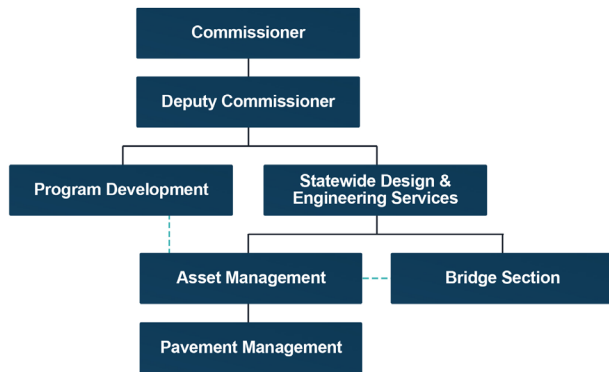 Commissioner
Deputy Commissioner
Program Development
Statewide Design &
Engineering Services
Asset Management
Bridge Section
Pavement Management